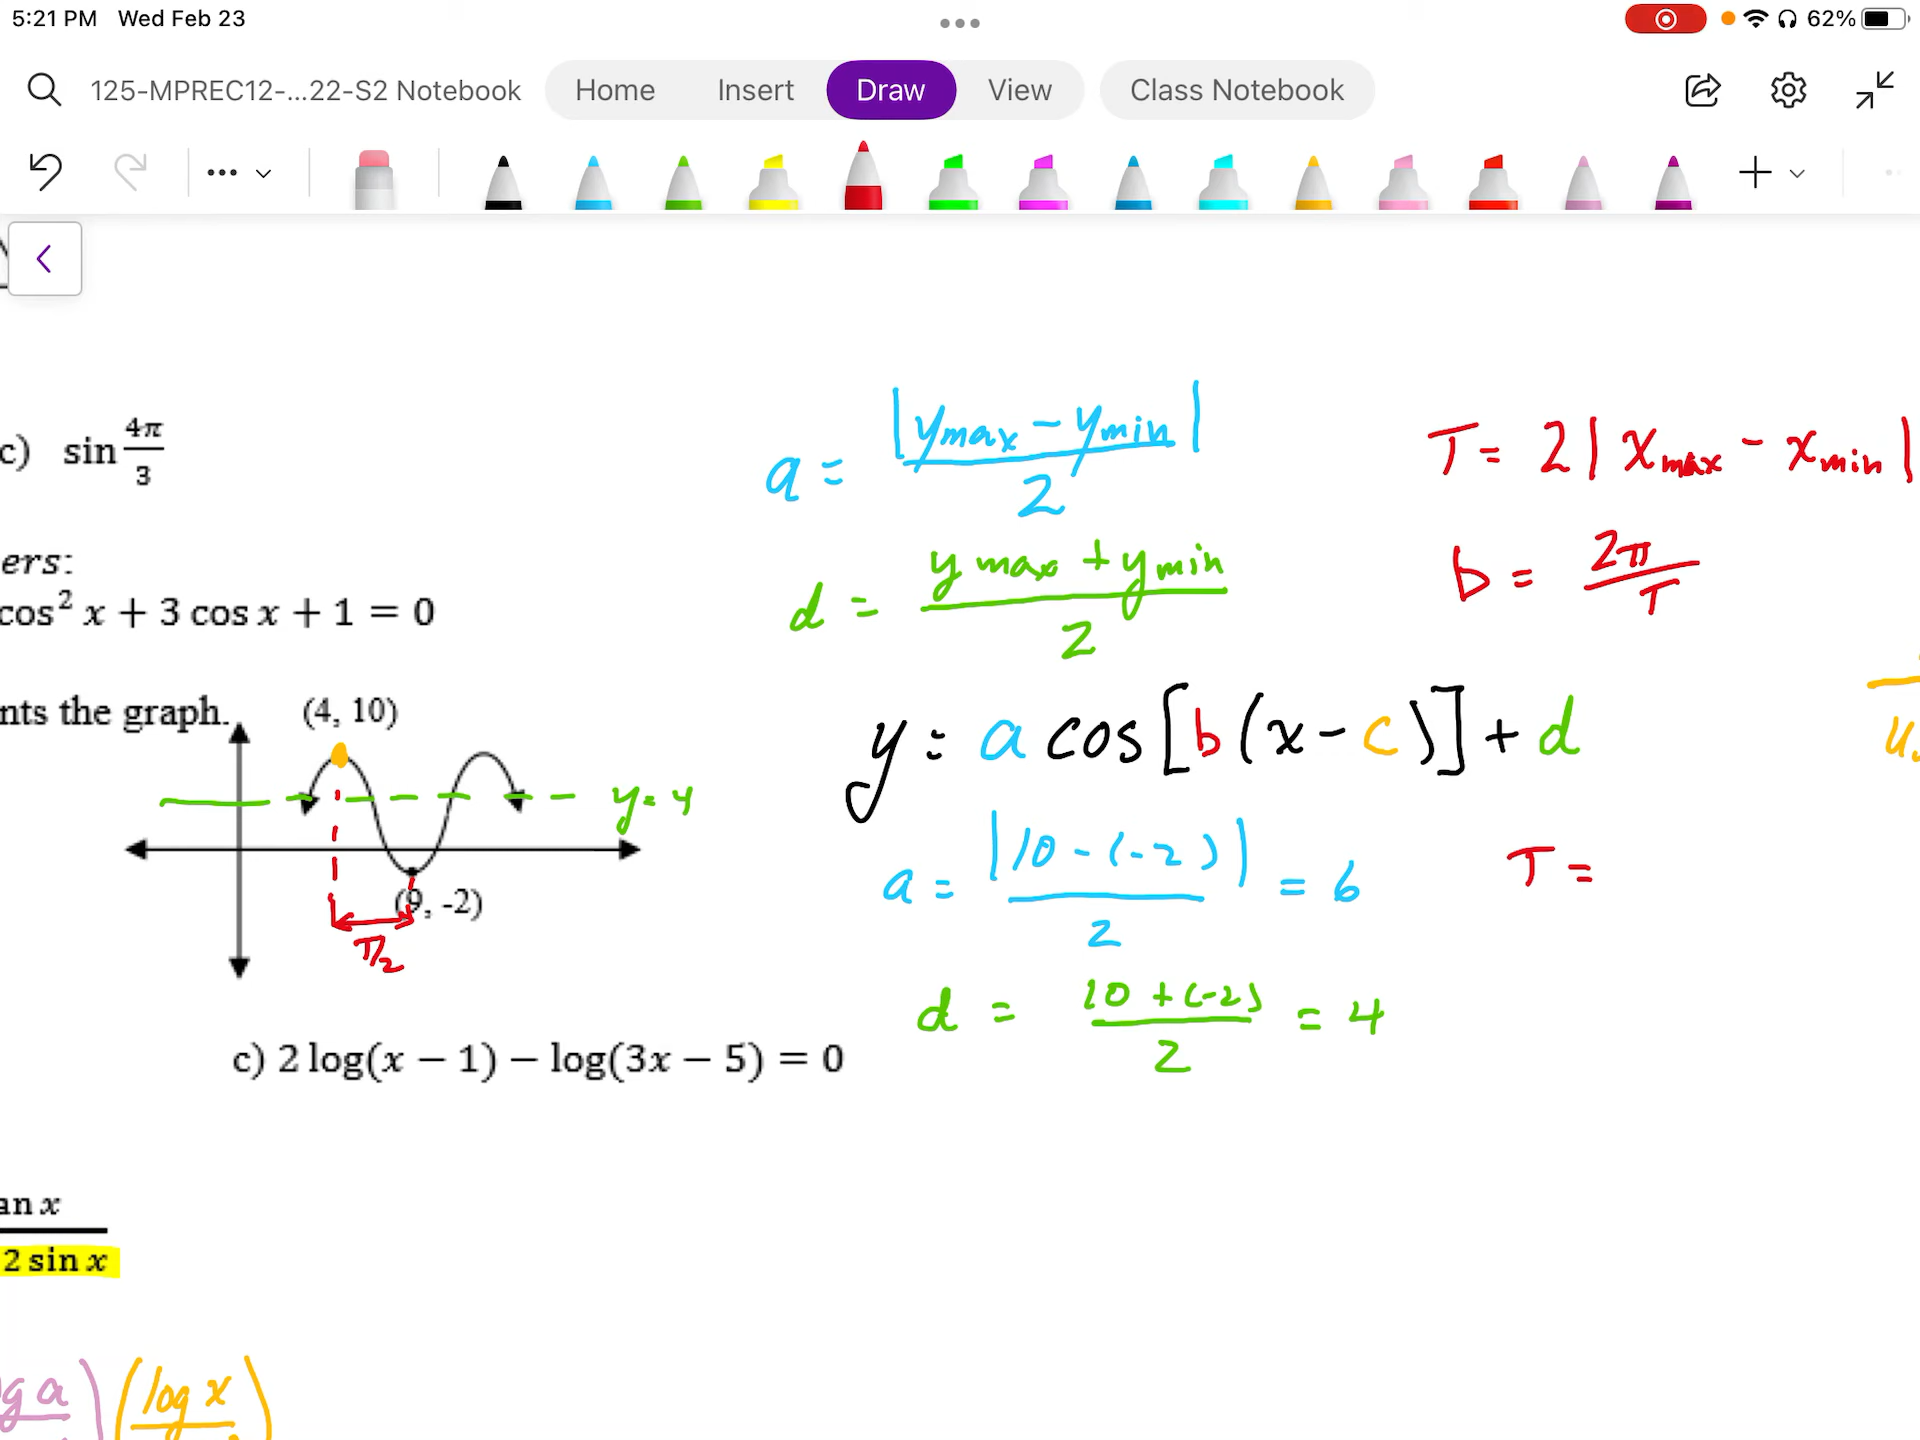 5:21 PM Wed Feb 23
62%
125-MPREC12-...22-S2 Notebook Home Insert Draw View Class Notebook
c) sin 4π/3
a = |ymax - ymin| / 2
T = 2|xmax - xmin|
ers:
d = ymax + ymin / 2
b = 2π / T
cos² x + 3 cos x + 1 = 0
nts the graph.
(4, 10)
y = a cos[b(x - c)] + d
y = 4
a = |10 - (-2)| / 2 = 6
T =
(9, -2)
T/2
d = 10 + (-2) / 2 = 4
c) 2 log(x − 1) − log(3x − 5) = 0
an x
2 sin x
g a) (log x)